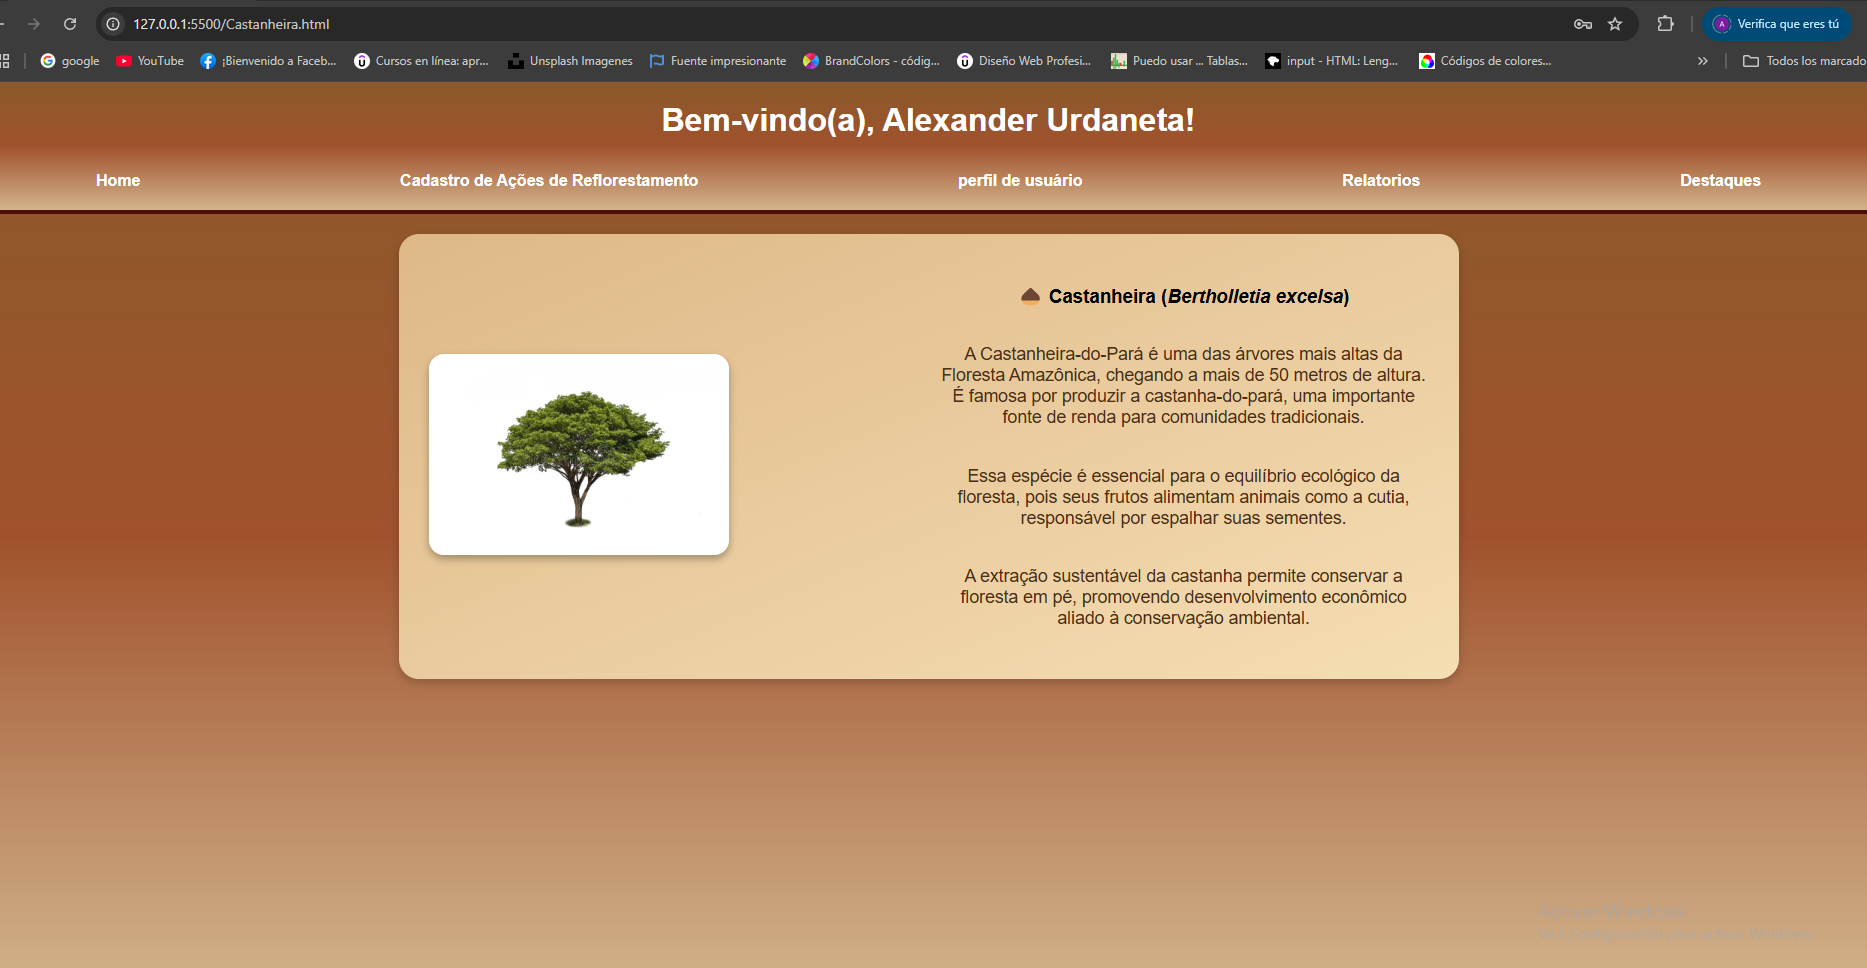 127.0.0.1:5500/Castanheira.html
A
Verifica que eres tú
google
YouTube
¡Bienvenido a Faceb...
Cursos en línea: apr...
Unsplash Imagenes
Fuente impresionante
BrandColors - códig...
Diseño Web Profesi...
Puedo usar ... Tablas...
input - HTML: Leng...
Códigos de colores...
Todos los marcado
Bem-vindo(a), Alexander Urdaneta!
Home
Cadastro de Ações de Reflorestamento
perfil de usuário
Relatorios
Destaques
Castanheira (Bertholletia excelsa)
A Castanheira-do-Pará é uma das árvores mais altas da
Floresta Amazônica, chegando a mais de 50 metros de altura.
É famosa por produzir a castanha-do-pará, uma importante
fonte de renda para comunidades tradicionais.
Essa espécie é essencial para o equilíbrio ecológico da
floresta, pois seus frutos alimentam animais como a cutia,
responsável por espalhar suas sementes.
A extração sustentável da castanha permite conservar a
floresta em pé, promovendo desenvolvimento econômico
aliado à conservação ambiental.